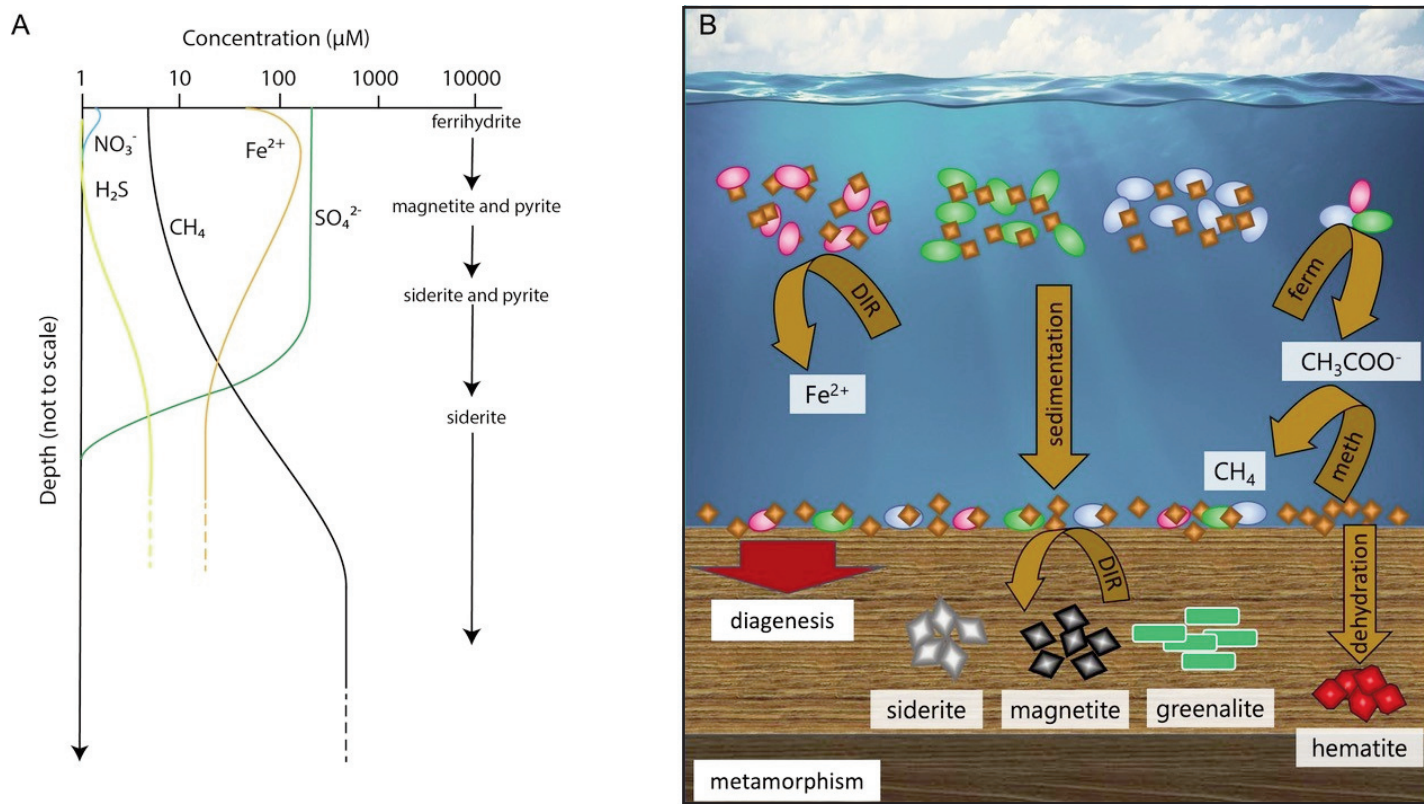 A
Concentration (µM)
1 10 100 1000 10000
NO₃⁻
H₂S
CH₄
Fe²⁺
SO₄²⁻
Depth (not to scale)
ferrihydrite
magnetite and pyrite
siderite and pyrite
siderite
B
DIR
Fe²⁺
sedimentation
ferm
CH₃COO⁻
meth
CH₄
diagenesis
DIR
dehydration
siderite
magnetite
greenalite
hematite
metamorphism